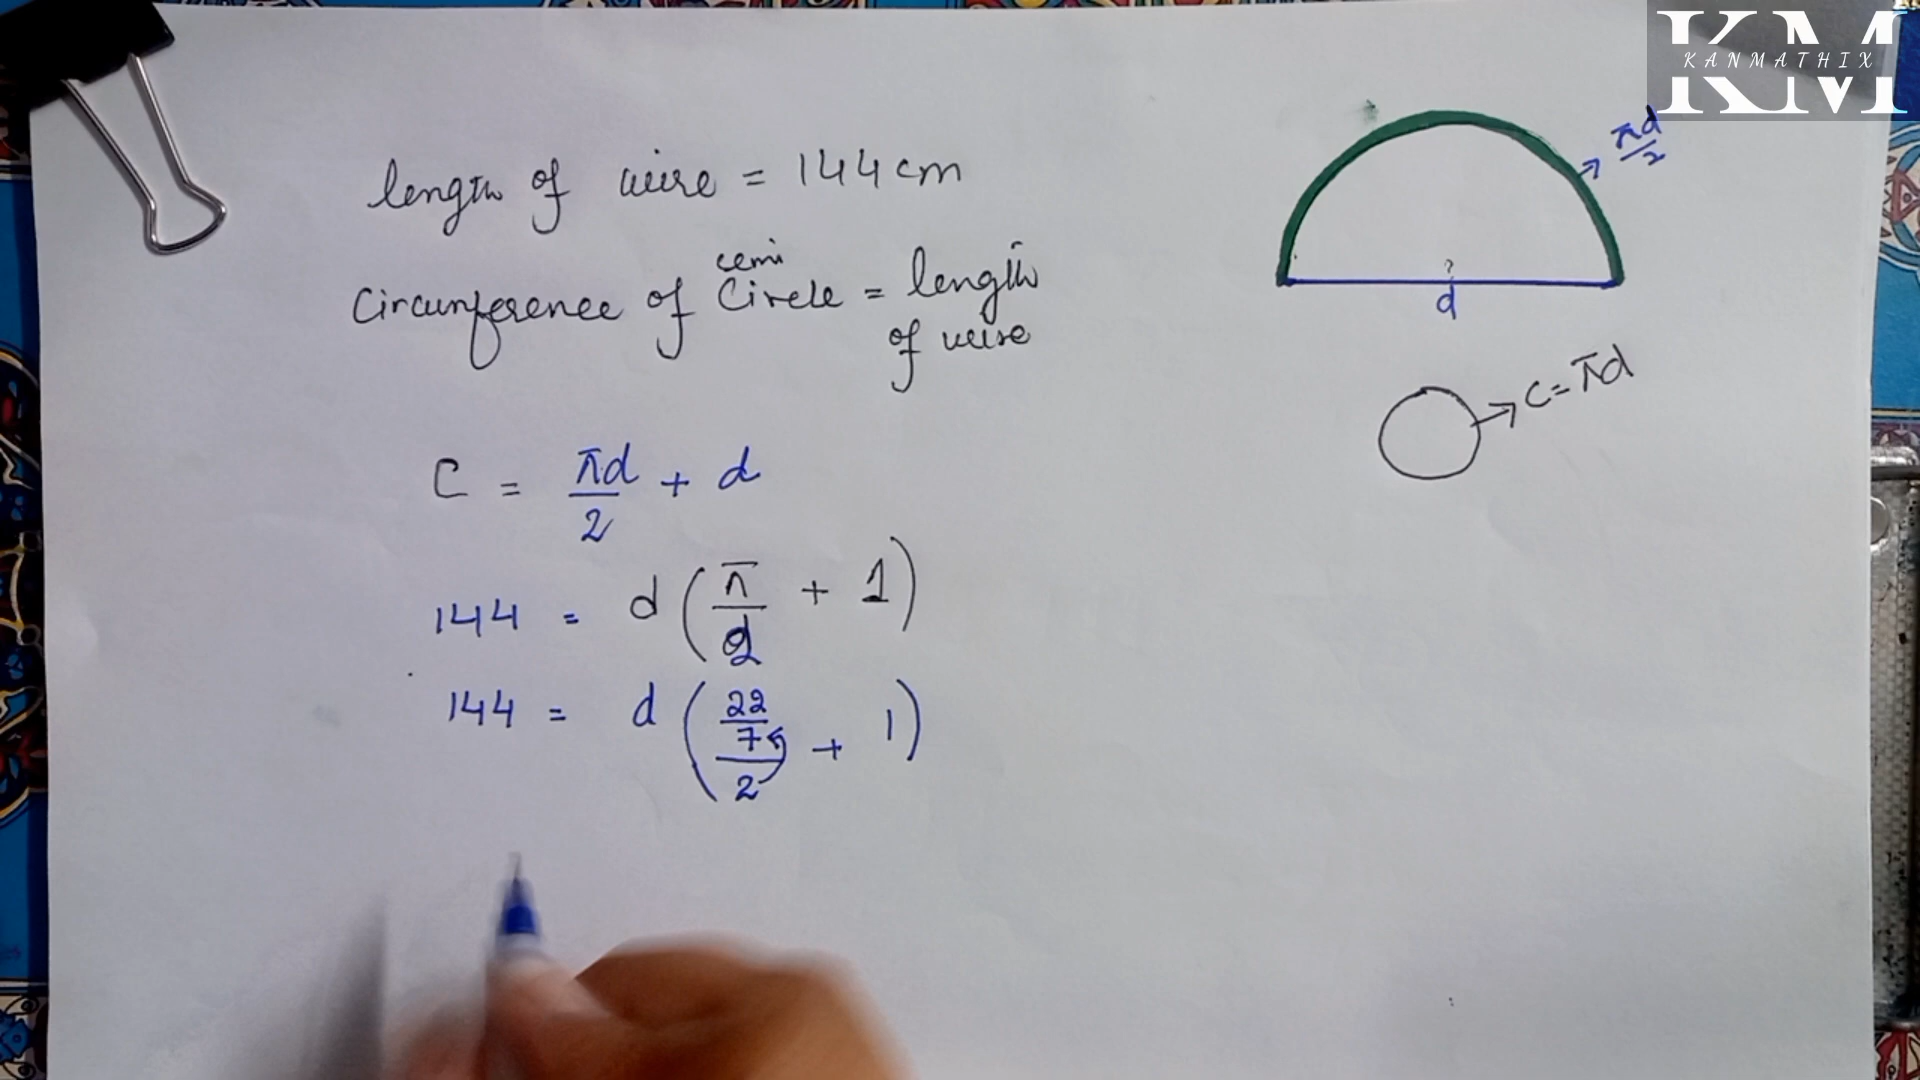 KM
KANMATHIX
length of wire = 144 cm
semi
Circumference of Circle = length
of wire
C = πd/2 + d
144 = d (π/2 + 1)
144 = d (22/7/2 + 1)
πd/2
?
d
C = πd